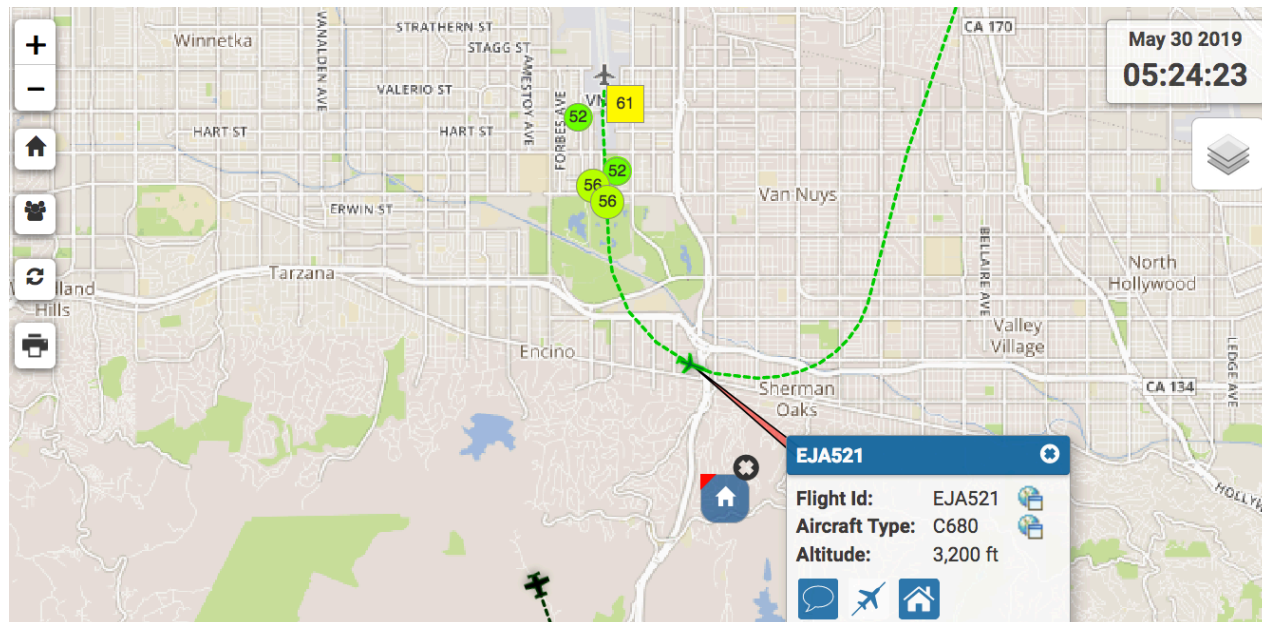 +
−
Winnetka
VANALDEN AVE
STRATHERN ST
STAGG ST
AMESTOY AVE
VALERIO ST
HART ST
HART ST
FORBES AVE
VN
61
52
52
56
56
ERWIN ST
Van Nuys
CA 170
May 30 2019
05:24:23
Tarzana
dland
Hills
Encino
BELLAIRE AVE
North
Hollywood
Valley
Village
LEDGE AVE
Sherman
Oaks
CA 134
HOLLYW
EJA521
Flight Id: EJA521
Aircraft Type: C680
Altitude: 3,200 ft